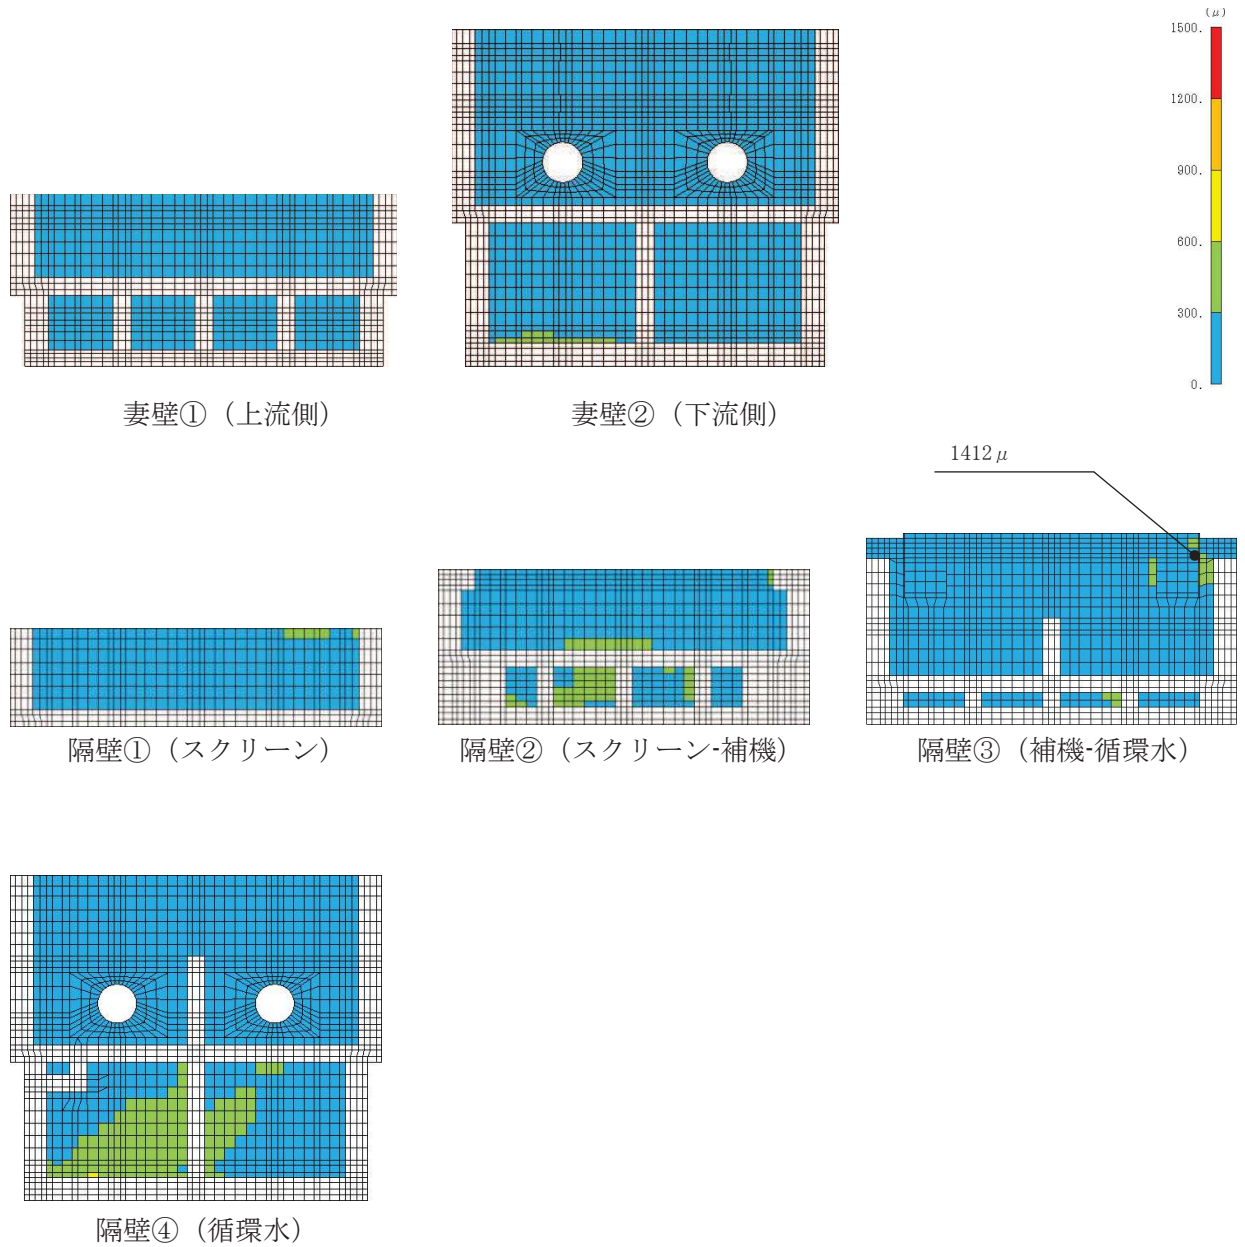 (μ)
1500.
1200.
900.
600.
300.
0.
妻壁①（上流側）
妻壁②（下流側）
1412μ
隔壁①（スクリーン）
隔壁②（スクリーン-補機）
隔壁③（補機-循環水）
隔壁④（循環水）